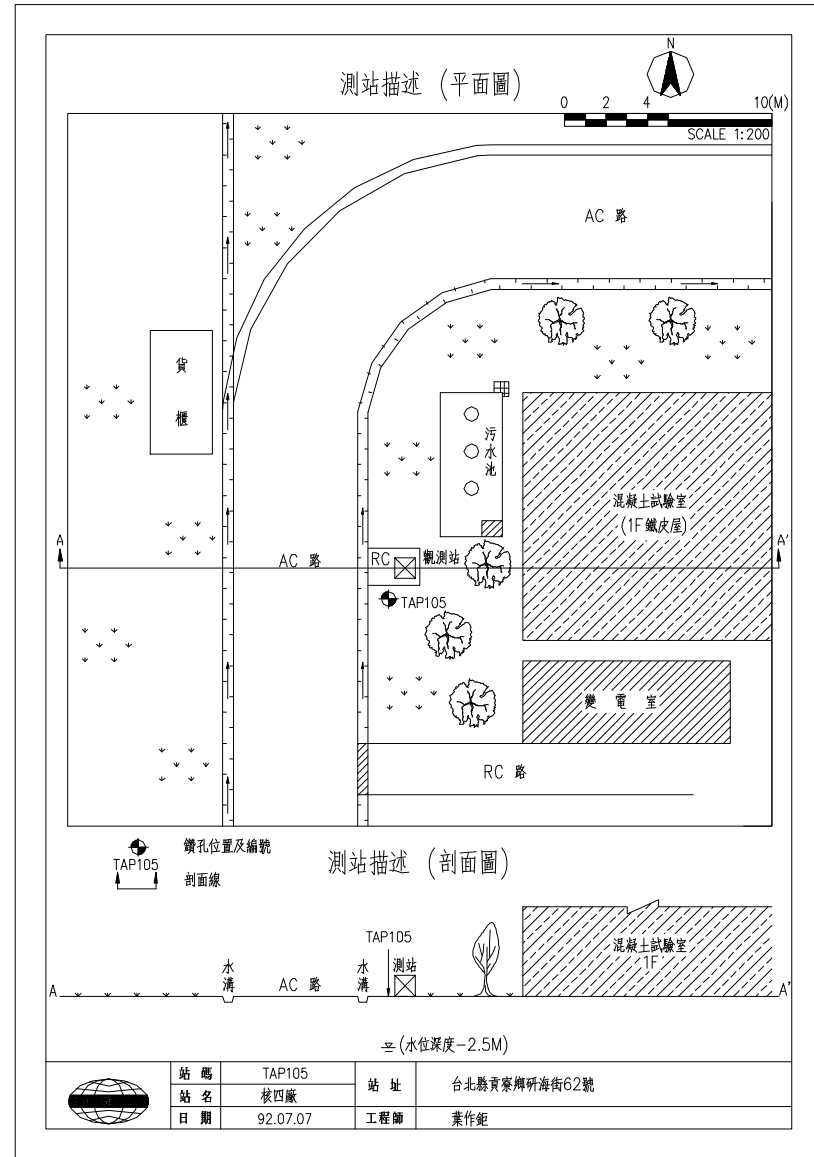 N
測站描述 (平面圖)
0 2 4 10(M)
SCALE 1:200
AC 路
貨
櫃
污
水
池
混凝土試驗室
(1F鐵皮屋)
A
A'
AC 路
RC
觀測站
TAP105
變 電 室
RC 路
鑽孔位置及編號
TAP105
剖面線
測站描述 (剖面圖)
TAP105
水
溝
AC 路
水
溝
測站
混凝土試驗室
1F
A
A'
(水位深度-2.5M)
站 碼 TAP105
站 址 台北縣貢寮鄉研海街62號
站 名 核四廠
日 期 92.07.07
工程師 葉作鉅